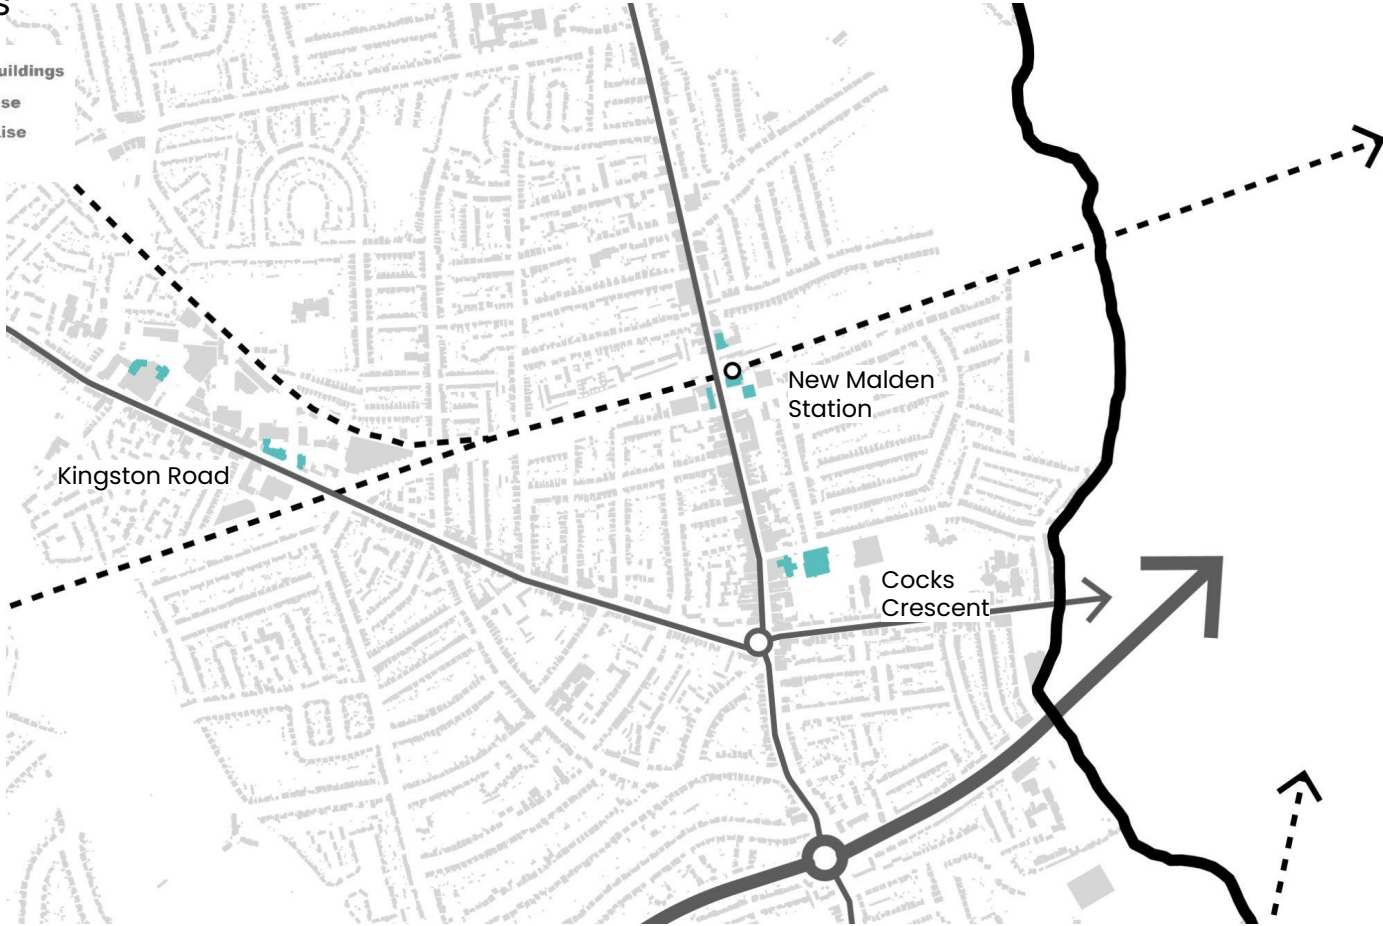 s
uildings
se
ise
New Malden
Station
Kingston Road
Cocks
Crescent